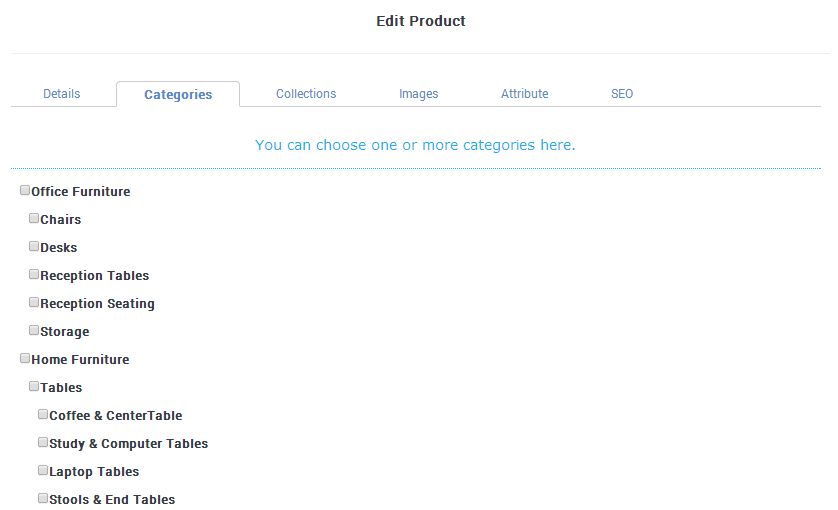 Edit Product
Details Categories Collections Images Attribute SEO
You can choose one or more categories here.
Office Furniture
Chairs
Desks
Reception Tables
Reception Seating
Storage
Home Furniture
Tables
Coffee & CenterTable
Study & Computer Tables
Laptop Tables
Stools & End Tables